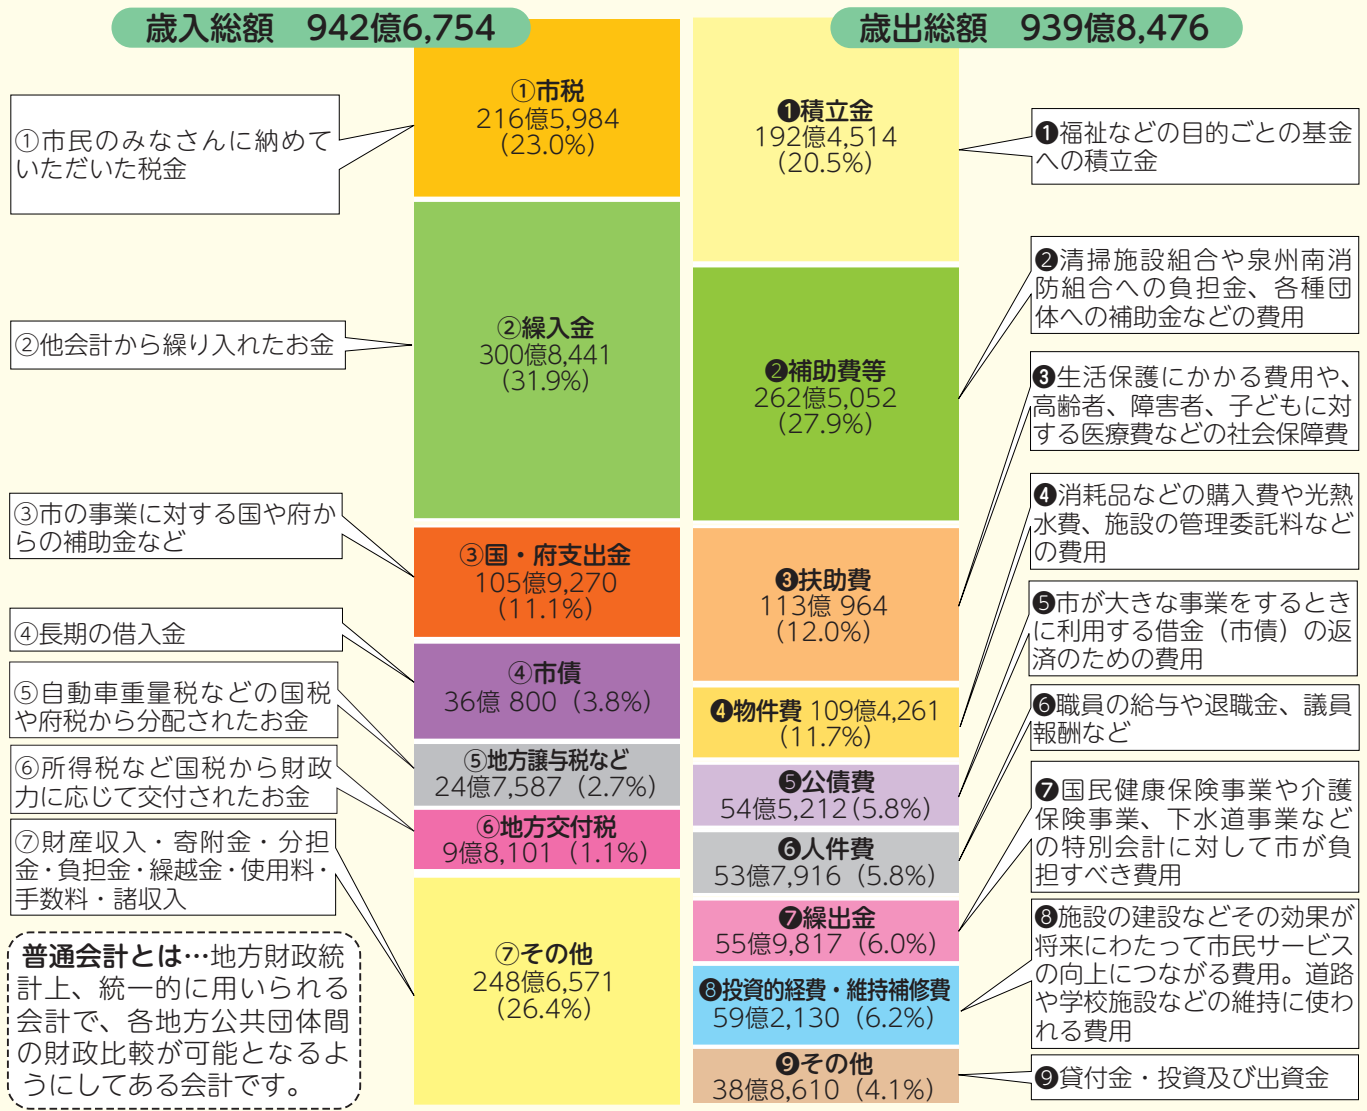 歳入総額　942億6,754
歳出総額　939億8,476
①市民のみなさんに納めて
いただいた税金
②他会計から繰り入れたお金
③市の事業に対する国や府か
らの補助金など
④長期の借入金
⑤自動車重量税などの国税
や府税から分配されたお金
⑥所得税など国税から財政
力に応じて交付されたお金
⑦財産収入・寄附金・分担
金・負担金・繰越金・使用料・
手数料・諸収入
普通会計とは…地方財政統
計上、統一的に用いられる
会計で、各地方公共団体間
の財政比較が可能となるよ
うにしてある会計です。
①市税
216億5,984
(23.0%)
②繰入金
300億8,441
(31.9%)
③国・府支出金
105億9,270
(11.1%)
④市債
36億 800（3.8%）
⑤地方譲与税など
24億7,587（2.7%）
⑥地方交付税
9億8,101（1.1%）
⑦その他
248億6,571
(26.4%)
❶積立金
192億4,514
(20.5%)
❷補助費等
262億5,052
(27.9%)
❸扶助費
113億 964
(12.0%)
❹物件費 109億4,261
(11.7%)
❺公債費
54億5,212(5.8%)
❻人件費
53億7,916（5.8%）
❼繰出金
55億9,817（6.0%）
❽投資的経費・維持補修費
59億2,130（6.2%）
❾その他
38億8,610（4.1%）
❶福祉などの目的ごとの基金
への積立金
❷清掃施設組合や泉州南消
防組合への負担金、各種団
体への補助金などの費用
❸生活保護にかかる費用や、
高齢者、障害者、子どもに対
する医療費などの社会保障費
❹消耗品などの購入費や光熱
水費、施設の管理委託料など
の費用
❺市が大きな事業をするとき
に利用する借金（市債）の返
済のための費用
❻職員の給与や退職金、議員
報酬など
❼国民健康保険事業や介護
保険事業、下水道事業など
の特別会計に対して市が負
担すべき費用
❽施設の建設などその効果が
将来にわたって市民サービス
の向上につながる費用。道路
や学校施設などの維持に使わ
れる費用
❾貸付金・投資及び出資金